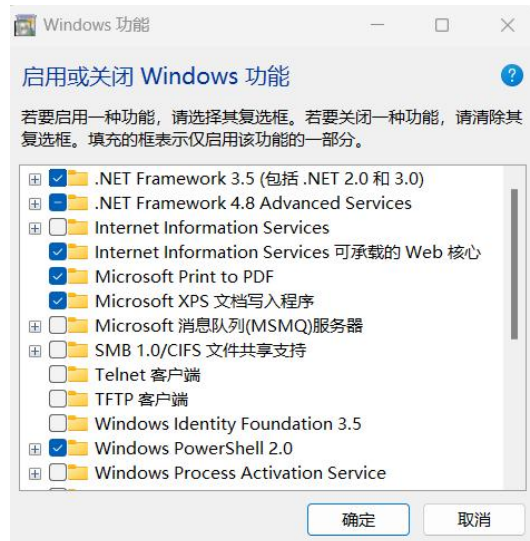 Windows 功能
启用或关闭 Windows 功能
若要启用一种功能，请选择其复选框。若要关闭一种功能，请清除其
复选框。填充的框表示仅启用该功能的一部分。
.NET Framework 3.5 (包括 .NET 2.0 和 3.0)
.NET Framework 4.8 Advanced Services
Internet Information Services
Internet Information Services 可承载的 Web 核心
Microsoft Print to PDF
Microsoft XPS 文档写入程序
Microsoft 消息队列(MSMQ)服务器
SMB 1.0/CIFS 文件共享支持
Telnet 客户端
TFTP 客户端
Windows Identity Foundation 3.5
Windows PowerShell 2.0
Windows Process Activation Service
确定 取消